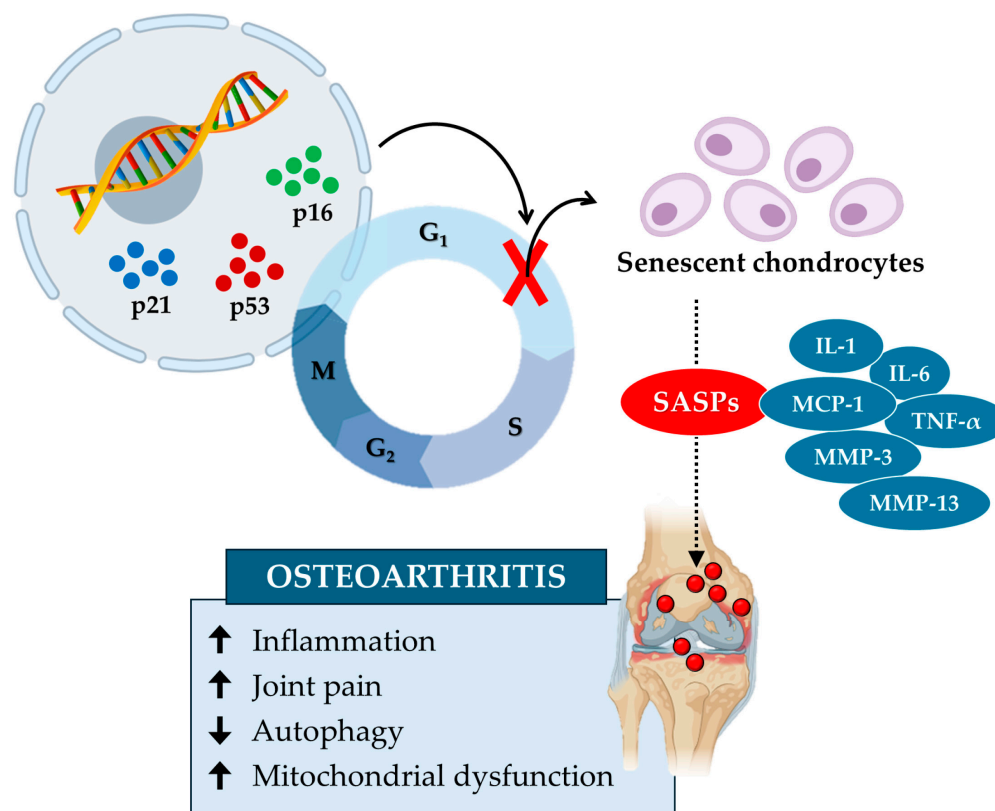 p16
p21
p53
G₁
M
S
G₂
Senescent chondrocytes
SASPs
IL-1
IL-6
MCP-1
TNF-α
MMP-3
MMP-13
OSTEOARTHRITIS
↑ Inflammation
↑ Joint pain
↓ Autophagy
↑ Mitochondrial dysfunction